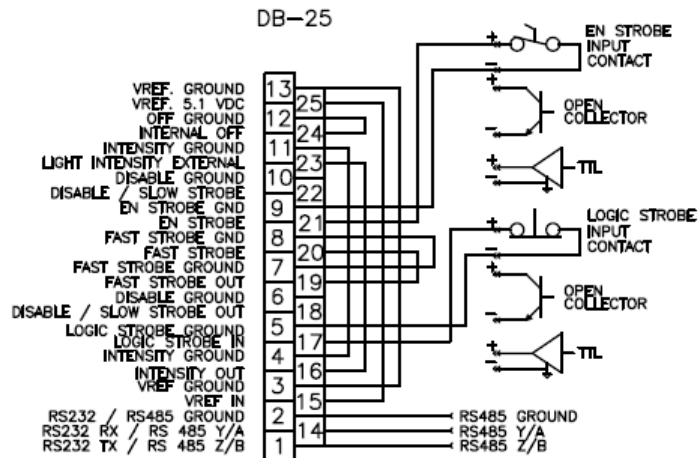 DB-25
VREF. GROUND 13
VREF. 5.1 VDC 25
OFF GROUND 12
INTERNAL OFF 24
INTENSITY GROUND 11
LIGHT INTENSITY EXTERNAL 23
DISABLE GROUND 10
DISABLE / SLOW STROBE 22
EN STROBE GND 9
EN STROBE 21
FAST STROBE GND 8
FAST STROBE 20
FAST STROBE GROUND 7
FAST STROBE OUT 19
DISABLE GROUND 6
DISABLE / SLOW STROBE OUT 18
LOGIC STROBE GROUND 5
LOGIC STROBE IN 17
INTENSITY GROUND 4
INTENSITY OUT 16
VREF GROUND 3
VREF IN 15
RS232 / RS485 GROUND 2
RS232 RX / RS 485 Y/A 14
RS232 TX / RS 485 Z/B 1
+
-
EN STROBE
INPUT
CONTACT
+
-
OPEN
COLLECTOR
+
-
TTL
+
-
LOGIC STROBE
INPUT
CONTACT
+
-
OPEN
COLLECTOR
+
-
TTL
RS485 GROUND
RS485 Y/A
RS485 Z/B